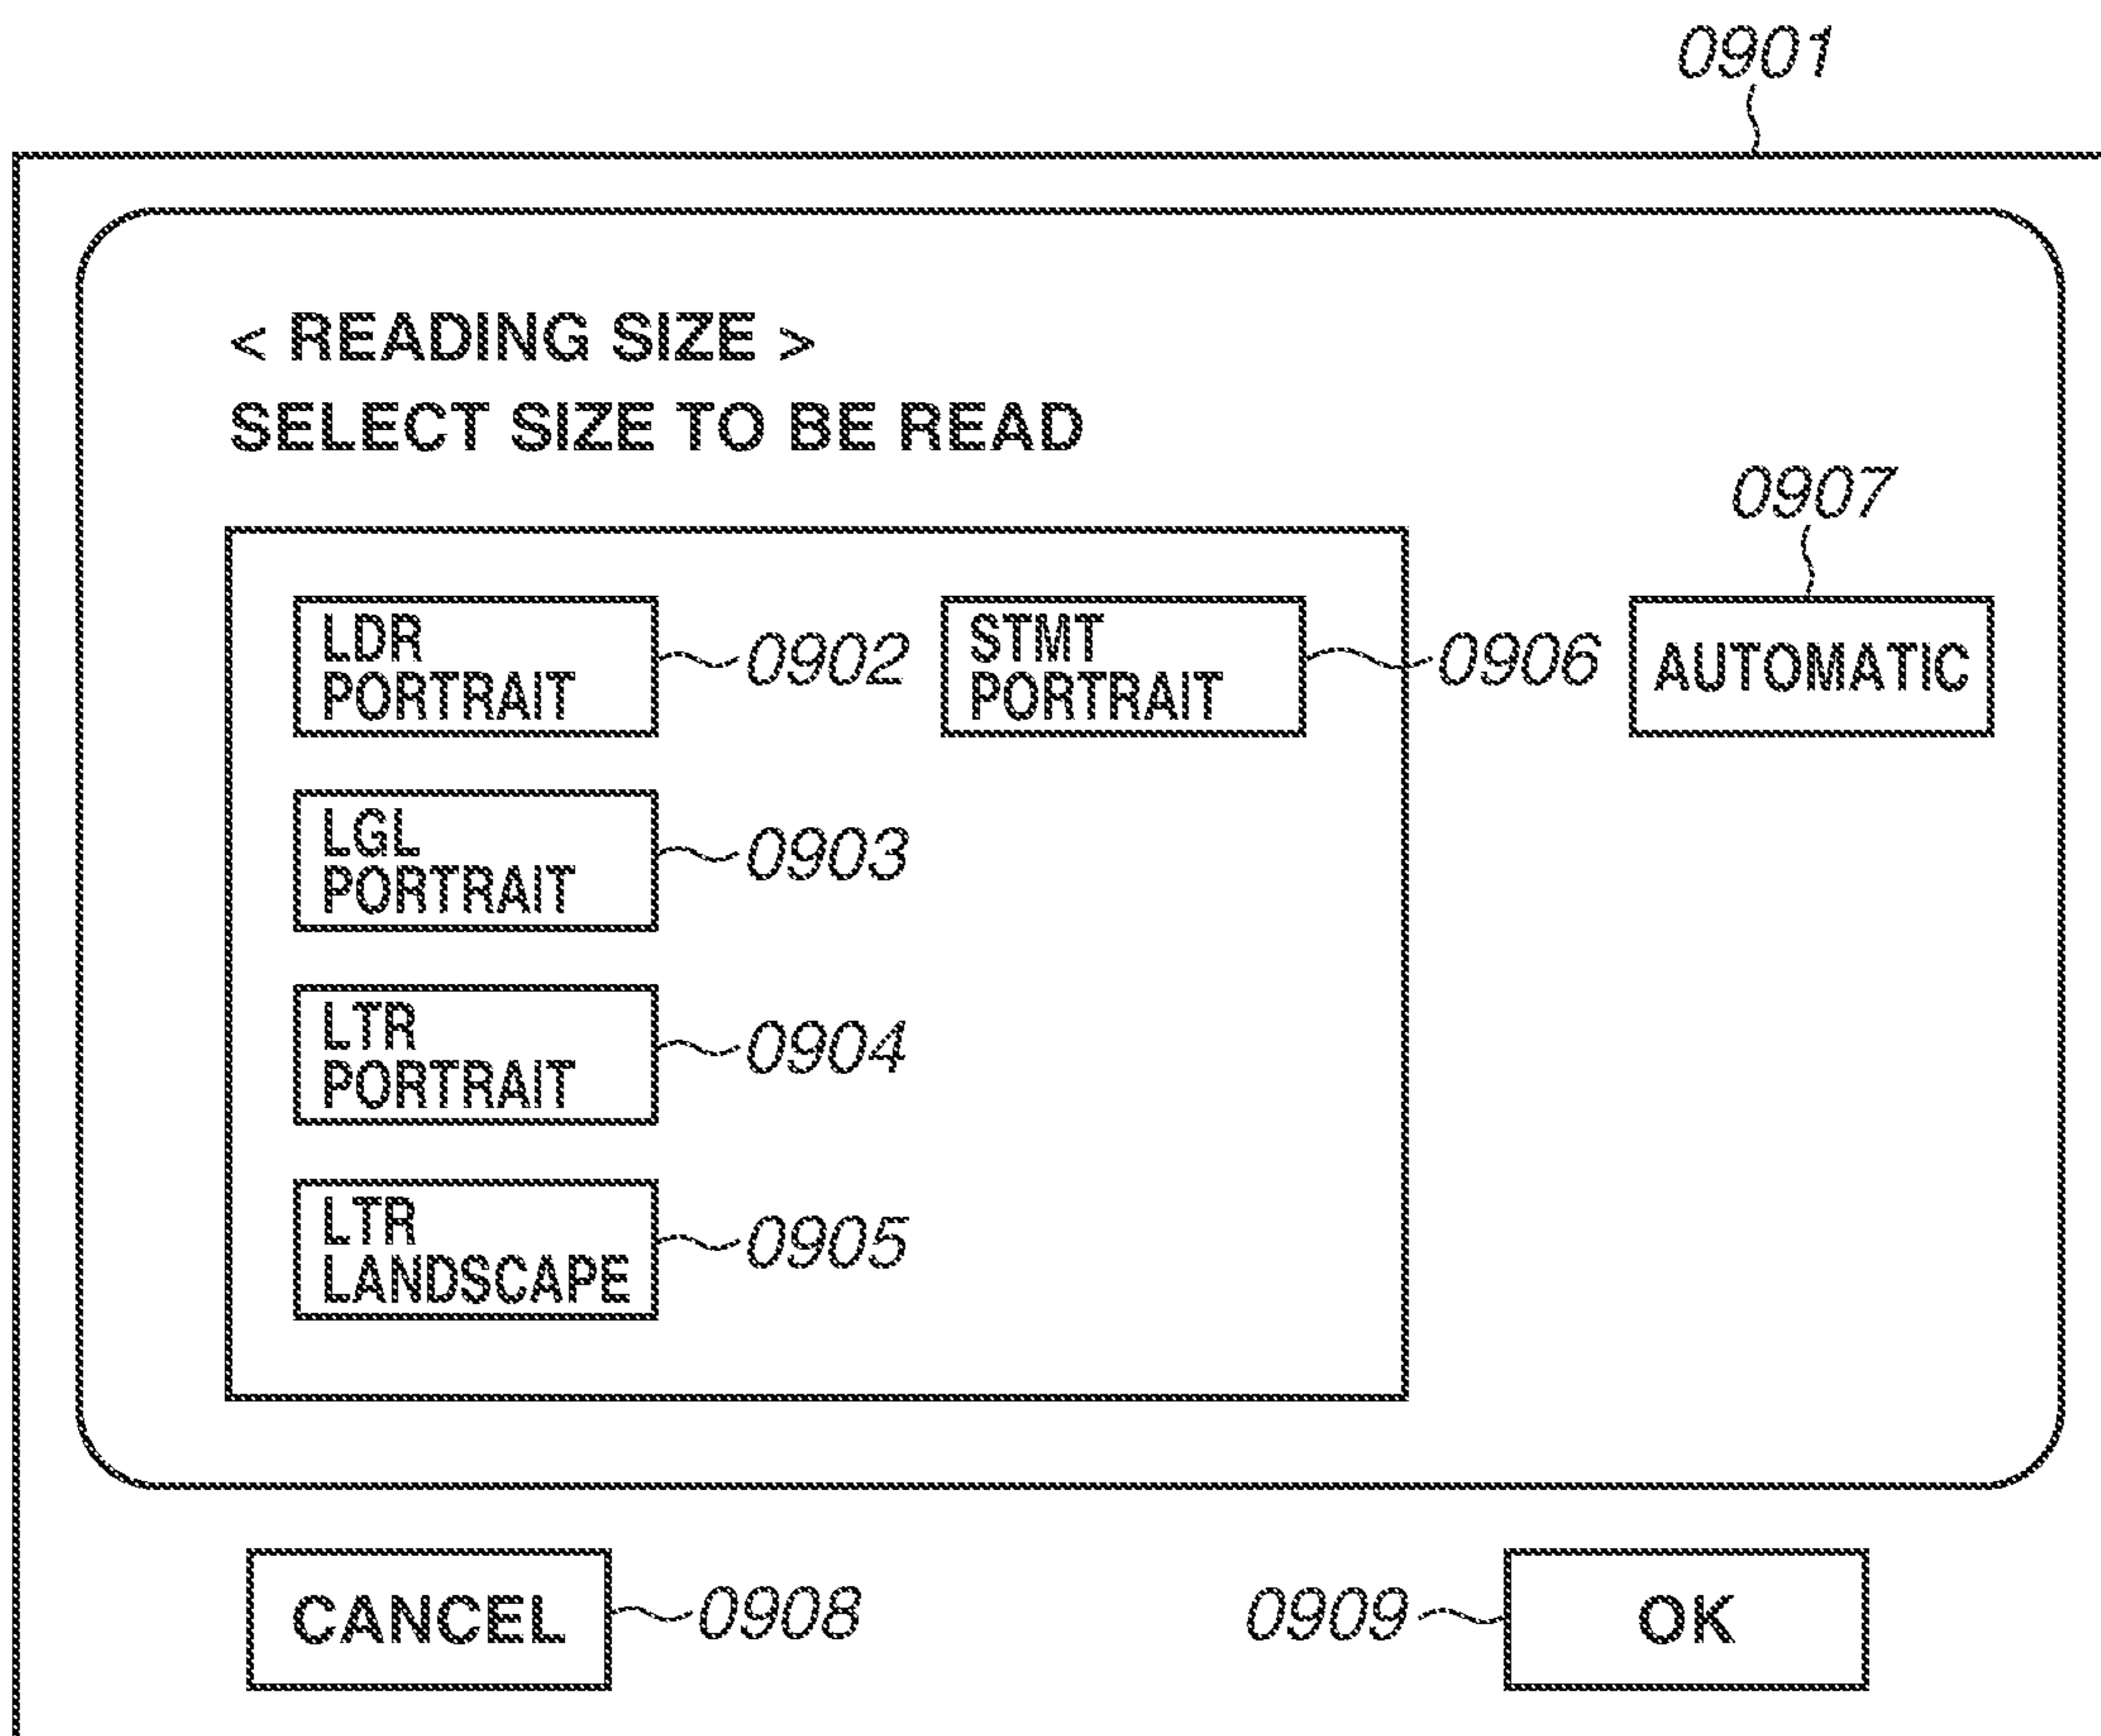 0901
< READING SIZE >
SELECT SIZE TO BE READ
0907
LDR
PORTRAIT
0902
STMT
PORTRAIT
0906
AUTOMATIC
LGL
PORTRAIT
0903
LTR
PORTRAIT
0904
LTR
LANDSCAPE
0905
CANCEL
0908
0909
OK